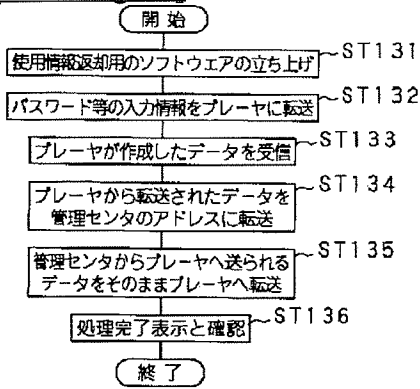 開始
使用情報返却用のソフトウェアの立ち上げ
ST131
パスワード等の入力情報をプレーヤに転送
ST132
プレーヤが作成したデータを受信
ST133
プレーヤから転送されたデータを
管理センタのアドレスに転送
ST134
管理センタからプレーヤへ送られる
データをそのままプレーヤへ転送
ST135
処理完了表示と確認
ST136
終了